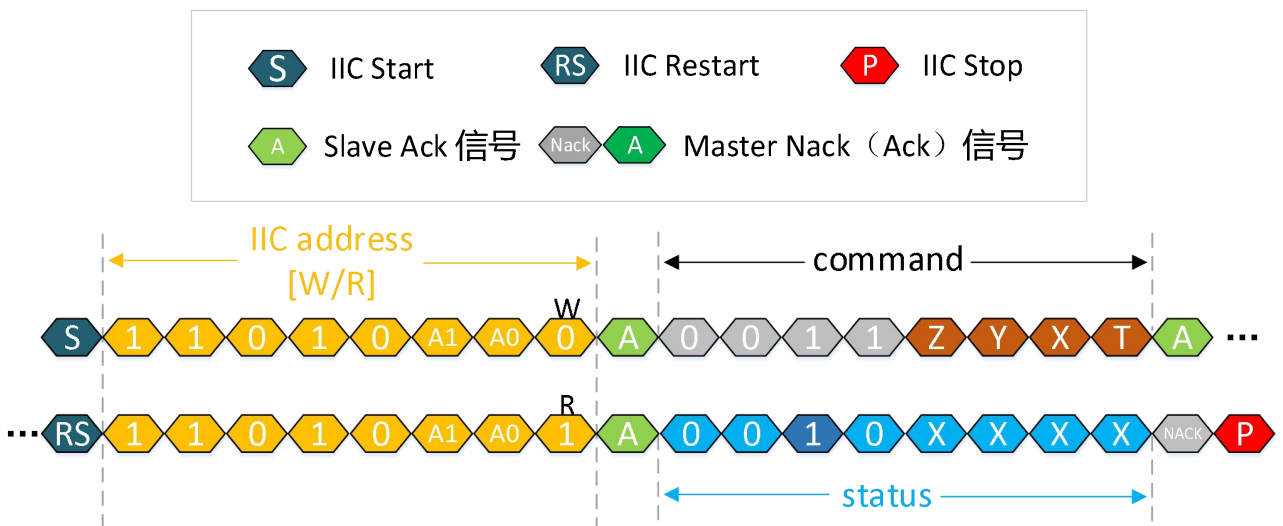 S IIC Start RS IIC Restart P IIC Stop
A Slave Ack 信号 Nack A Master Nack（Ack）信号
IIC address
[W/R]
command
W
S 1 1 0 1 0 A1 A0 0 A 0 0 1 1 Z Y X T A ...
R
... RS 1 1 0 1 0 A1 A0 1 A 0 0 1 0 X X X X NACK P
status